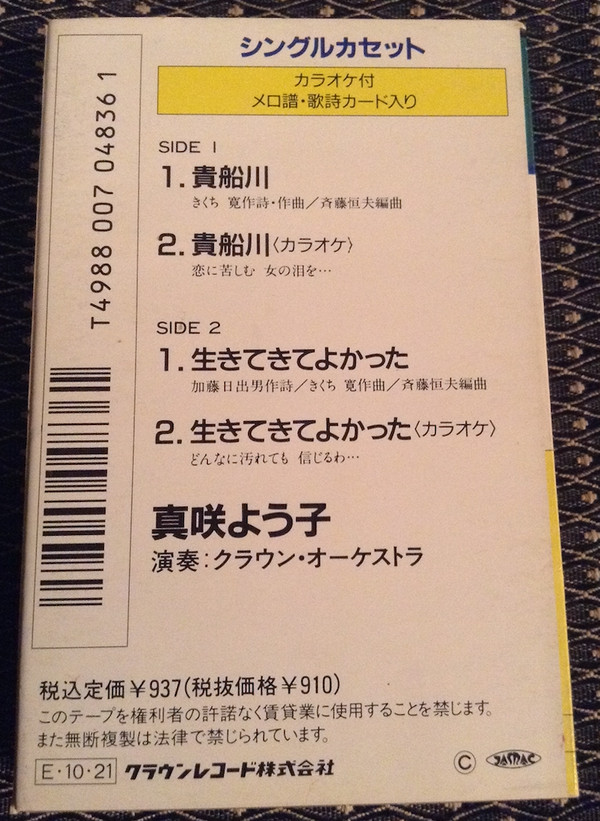 シングルカセット
カラオケ付
メロ譜・歌詩カード入り
T4988 007 04836 1
SIDE 1
1. 貴船川
きくち 寛作詩・作曲／斉藤恒夫編曲
2. 貴船川〈カラオケ〉
恋に苦しむ 女の泪を…
SIDE 2
1. 生きてきてよかった
加藤日出男作詩／きくち 寛作曲／斉藤恒夫編曲
2. 生きてきてよかった〈カラオケ〉
どんなに汚れても 信じるわ…
真咲よう子
演奏：クラウン・オーケストラ
税込定価￥937(税抜価格￥910)
このテープを権利者の許諾なく賃貸業に使用することを禁じます。
また無断複製は法律で禁じられています。
E・10・21 クラウンレコード株式会社 Ⓒ JASRAC